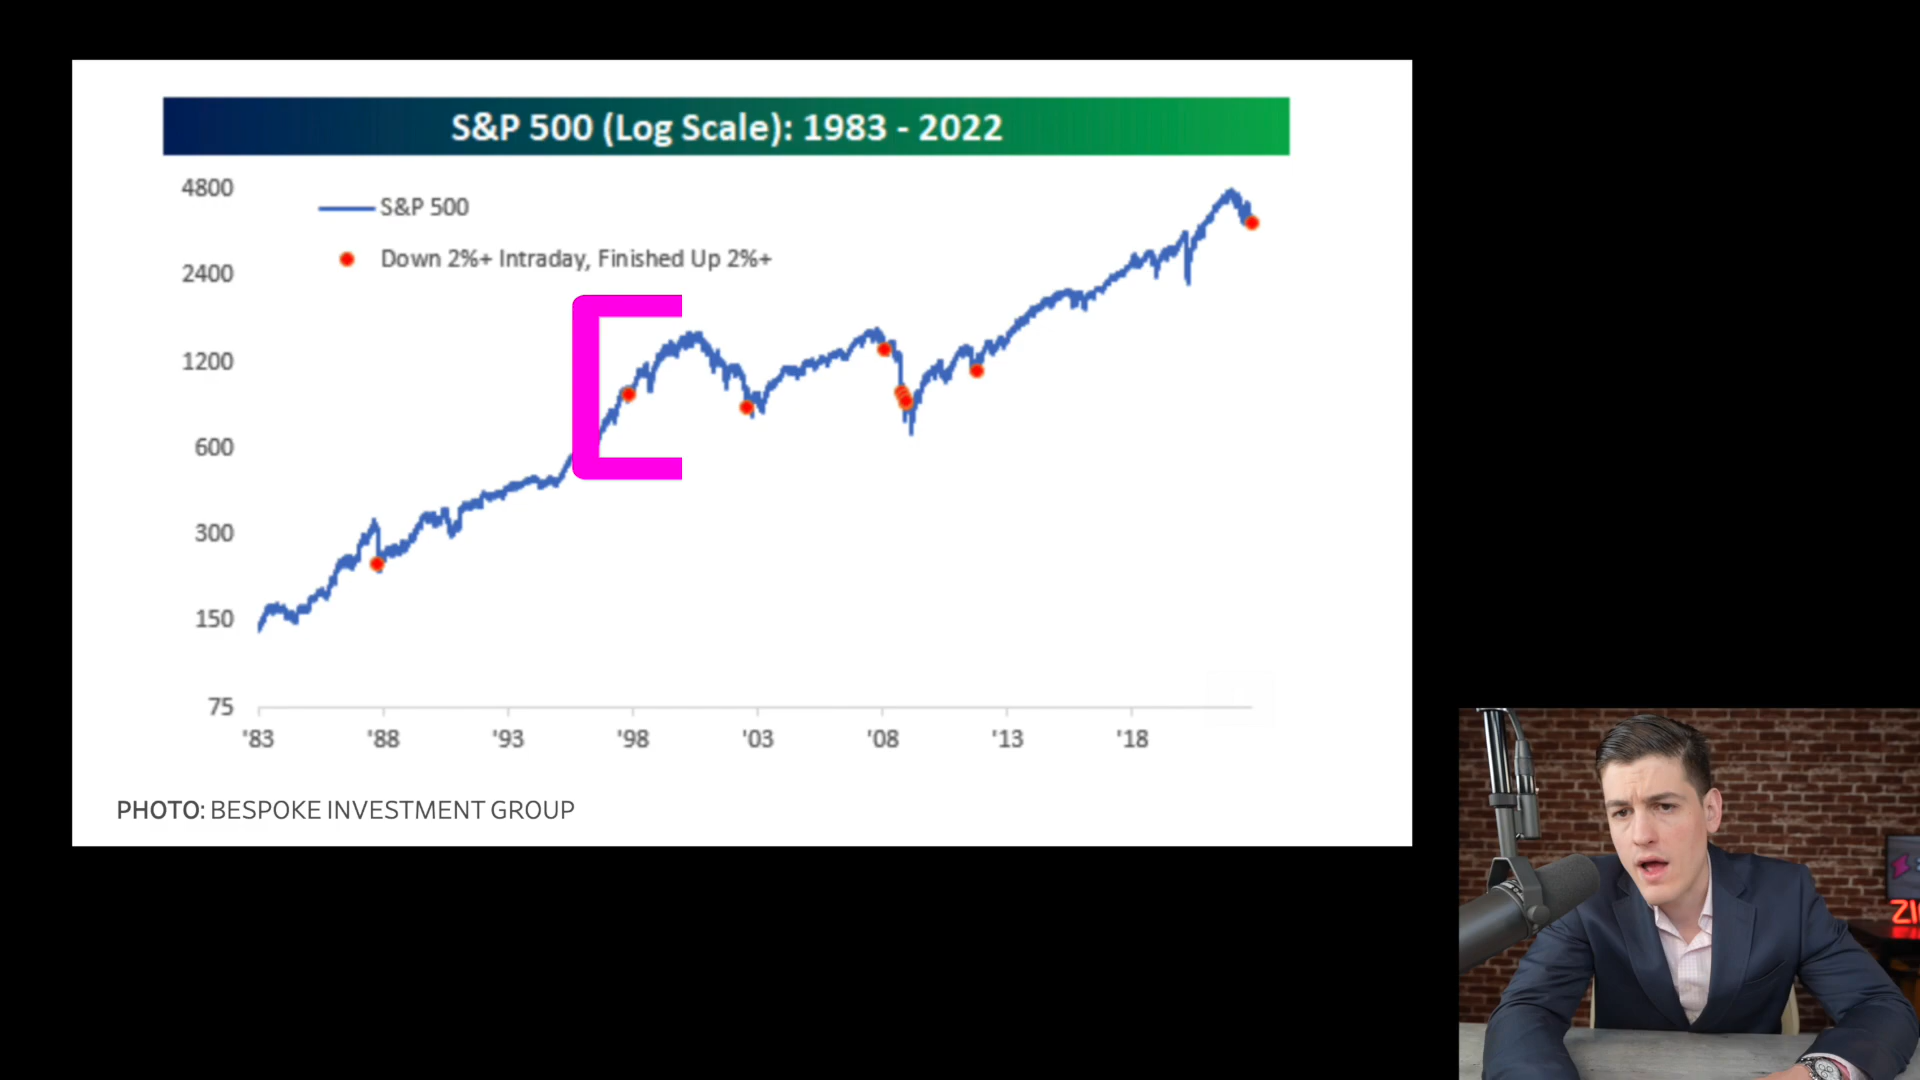 S&P 500 (Log Scale): 1983 - 2022
4800
S&P 500
Down 2%+ Intraday, Finished Up 2%+
2400
1200
600
300
150
75
'83 '88 '93 '98 '03 '08 '13 '18
PHOTO: BESPOKE INVESTMENT GROUP